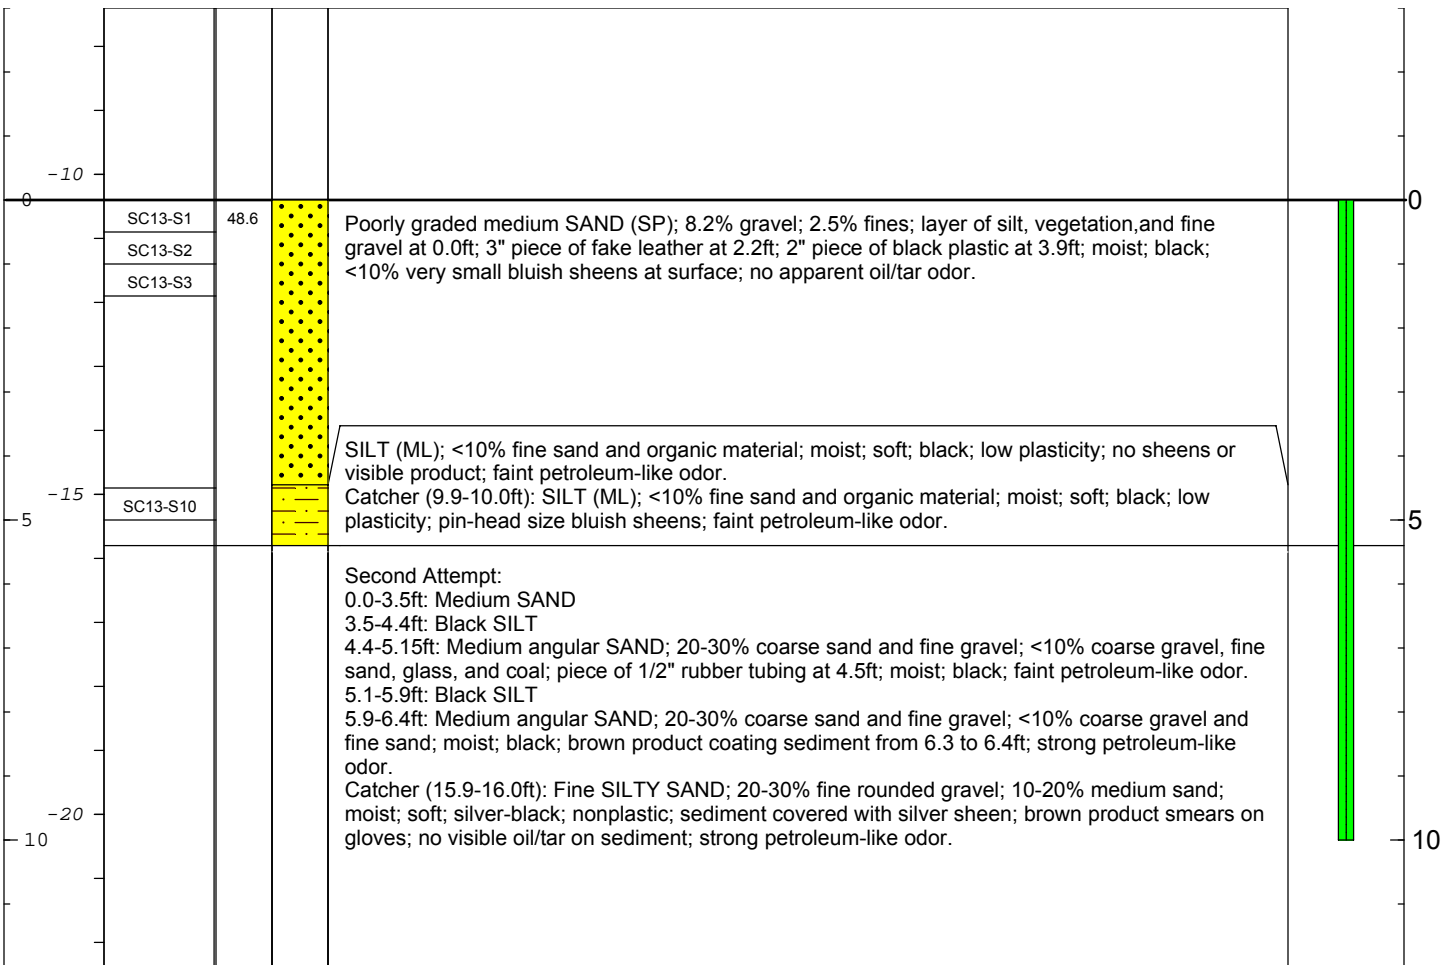 -10
0
0
SC13-S1
48.6
SC13-S2
SC13-S3
Poorly graded medium SAND (SP); 8.2% gravel; 2.5% fines; layer of silt, vegetation,and fine
gravel at 0.0ft; 3" piece of fake leather at 2.2ft; 2" piece of black plastic at 3.9ft; moist; black;
<10% very small bluish sheens at surface; no apparent oil/tar odor.
SILT (ML); <10% fine sand and organic material; moist; soft; black; low plasticity; no sheens or
visible product; faint petroleum-like odor.
Catcher (9.9-10.0ft): SILT (ML); <10% fine sand and organic material; moist; soft; black; low
plasticity; pin-head size bluish sheens; faint petroleum-like odor.
-15
SC13-S10
5
5
Second Attempt:
0.0-3.5ft: Medium SAND
3.5-4.4ft: Black SILT
4.4-5.15ft: Medium angular SAND; 20-30% coarse sand and fine gravel; <10% coarse gravel, fine
sand, glass, and coal; piece of 1/2" rubber tubing at 4.5ft; moist; black; faint petroleum-like odor.
5.1-5.9ft: Black SILT
5.9-6.4ft: Medium angular SAND; 20-30% coarse sand and fine gravel; <10% coarse gravel and
fine sand; moist; black; brown product coating sediment from 6.3 to 6.4ft; strong petroleum-like
odor.
Catcher (15.9-16.0ft): Fine SILTY SAND; 20-30% fine rounded gravel; 10-20% medium sand;
moist; soft; silver-black; nonplastic; sediment covered with silver sheen; brown product smears on
gloves; no visible oil/tar on sediment; strong petroleum-like odor.
-20
10
10